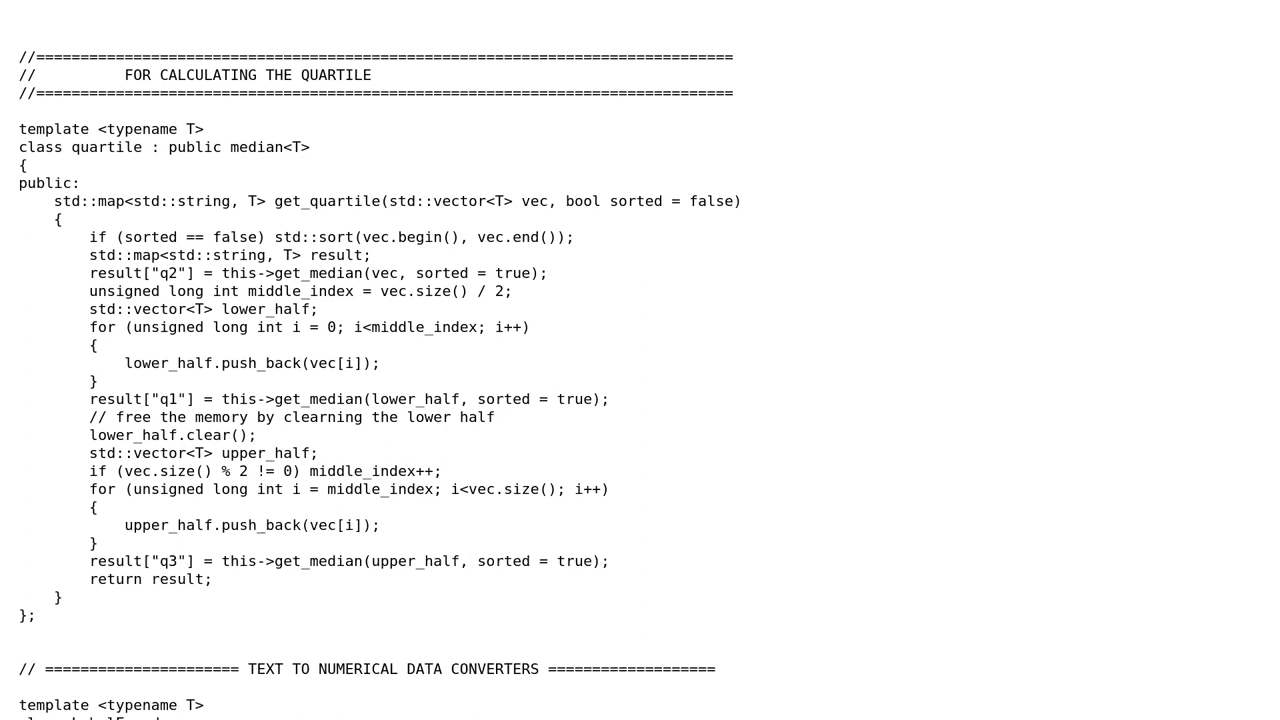 //===============================================================================
//          FOR CALCULATING THE QUARTILE
//===============================================================================
template <typename T>
class quartile : public median<T>
{
public:
    std::map<std::string, T> get_quartile(std::vector<T> vec, bool sorted = false)
    {
        if (sorted == false) std::sort(vec.begin(), vec.end());
        std::map<std::string, T> result;
        result["q2"] = this->get_median(vec, sorted = true);
        unsigned long int middle_index = vec.size() / 2;
        std::vector<T> lower_half;
        for (unsigned long int i = 0; i<middle_index; i++)
        {
            lower_half.push_back(vec[i]);
        }
        result["q1"] = this->get_median(lower_half, sorted = true);
        // free the memory by clearning the lower half
        lower_half.clear();
        std::vector<T> upper_half;
        if (vec.size() % 2 != 0) middle_index++;
        for (unsigned long int i = middle_index; i<vec.size(); i++)
        {
            upper_half.push_back(vec[i]);
        }
        result["q3"] = this->get_median(upper_half, sorted = true);
        return result;
    }
};
// ====================== TEXT TO NUMERICAL DATA CONVERTERS ===================
template <typename T>